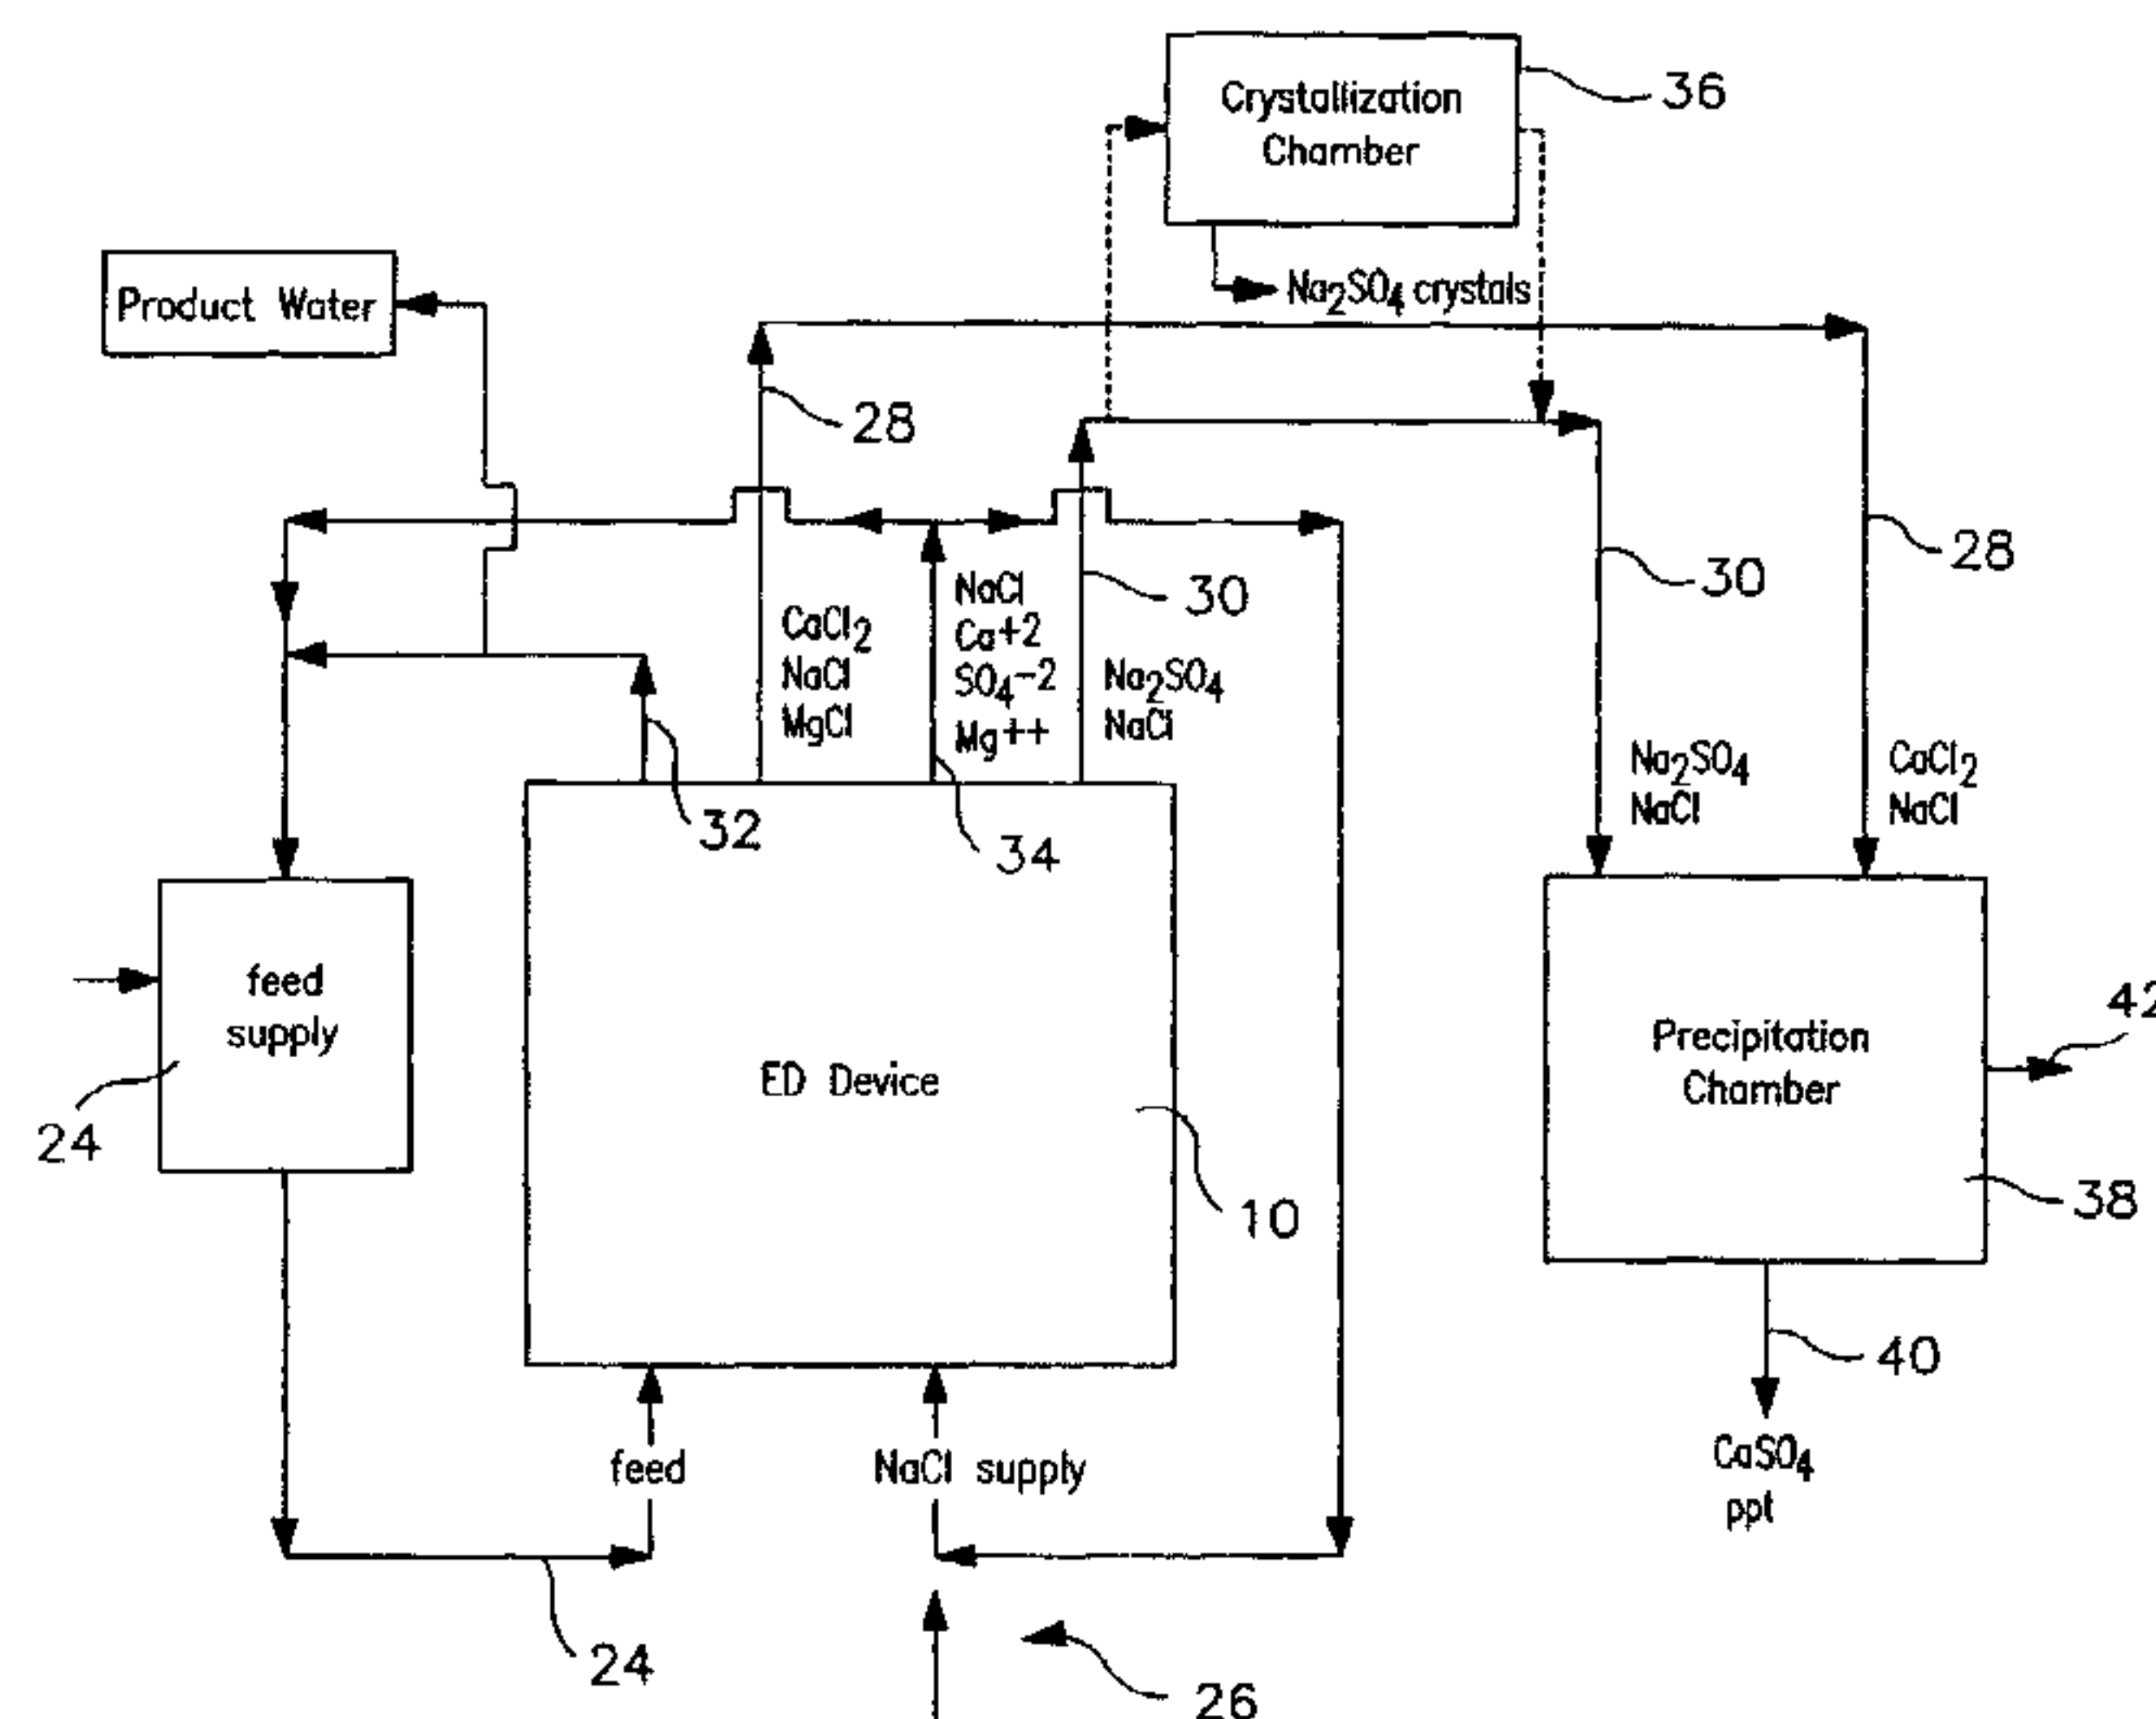 Crystallization
Chamber
36
Na2SO4 crystals
Product Water
28
28
30
30
CaCl2
NaCl
MgCl
NaCl
Ca+2
SO4-2
Mg++
Na2SO4
NaCl
Na2SO4
NaCl
CaCl2
NaCl
32
34
feed
supply
24
ED Device
10
Precipitation
Chamber
42
38
40
CaSO4
ppt
feed
NaCl supply
24
26